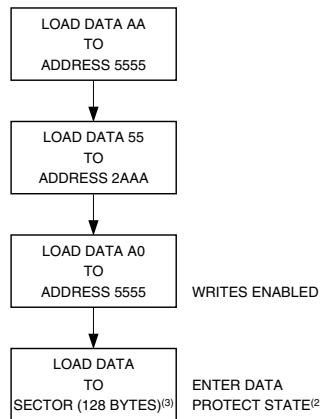 LOAD DATA AA
TO
ADDRESS 5555
LOAD DATA 55
TO
ADDRESS 2AAA
LOAD DATA A0
TO
ADDRESS 5555
WRITES ENABLED
LOAD DATA
TO
SECTOR (128 BYTES)(3)
ENTER DATA
PROTECT STATE(2